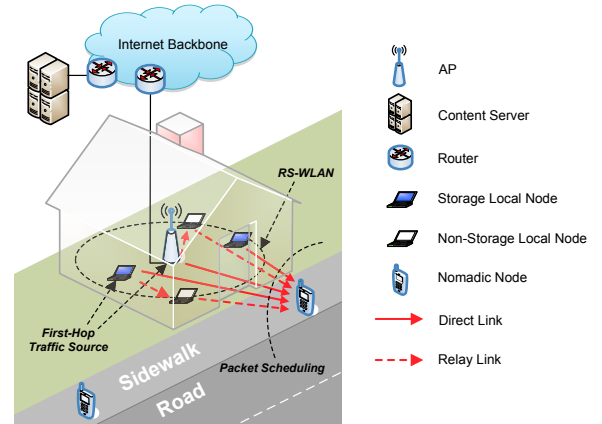 Internet Backbone
AP
Content Server
Router
RS-WLAN
Storage Local Node
Non-Storage Local Node
Nomadic Node
First-Hop
Traffic Source
Direct Link
Packet Scheduling
Relay Link
Sidewalk
Road